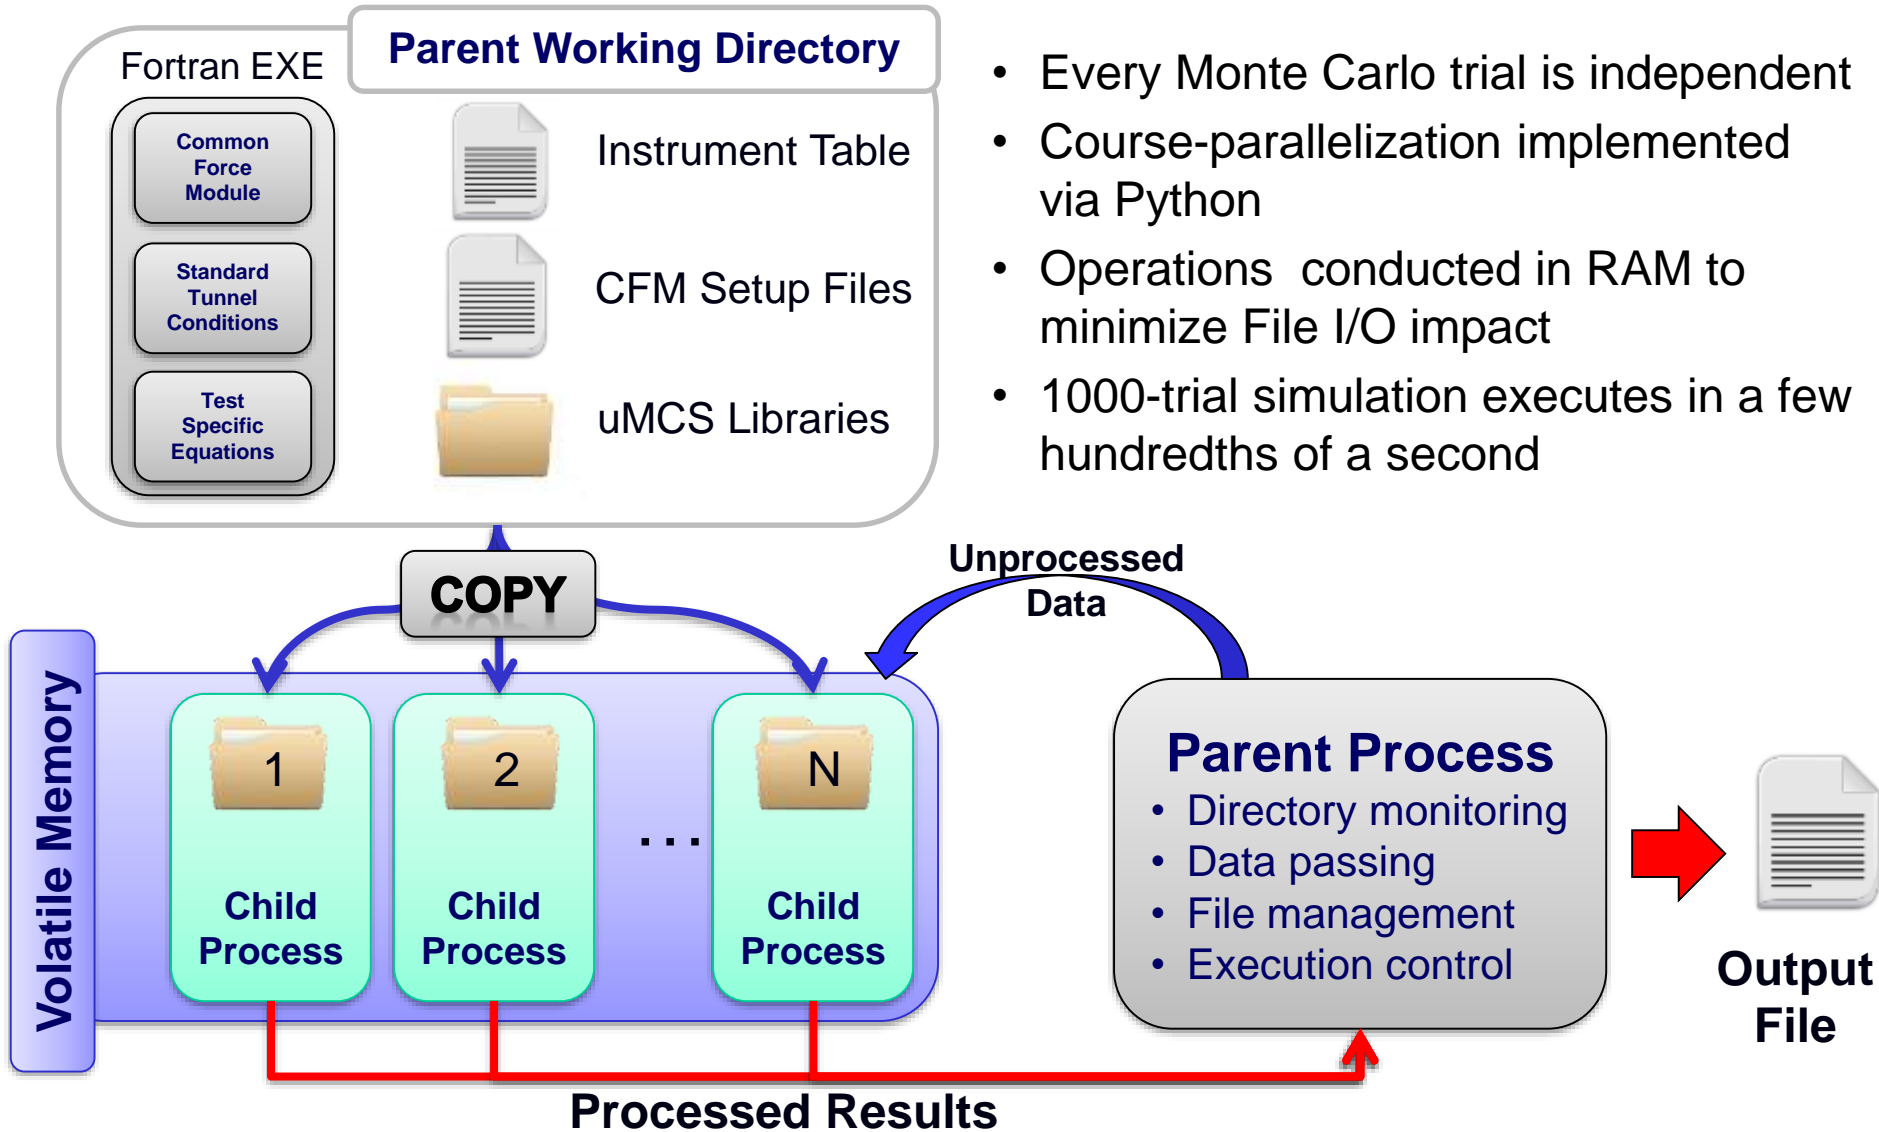 Parent Working Directory
Fortran EXE
Common
Force
Module
Standard
Tunnel
Conditions
Test
Specific
Equations
Instrument Table
CFM Setup Files
uMCS Libraries
• Every Monte Carlo trial is independent
• Course-parallelization implemented
via Python
• Operations  conducted in RAM to
minimize File I/O impact
• 1000-trial simulation executes in a few
hundredths of a second
COPY
Unprocessed
Data
Volatile Memory
1
Child
Process
2
Child
Process
...
N
Child
Process
Parent Process
• Directory monitoring
• Data passing
• File management
• Execution control
Output
File
Processed Results